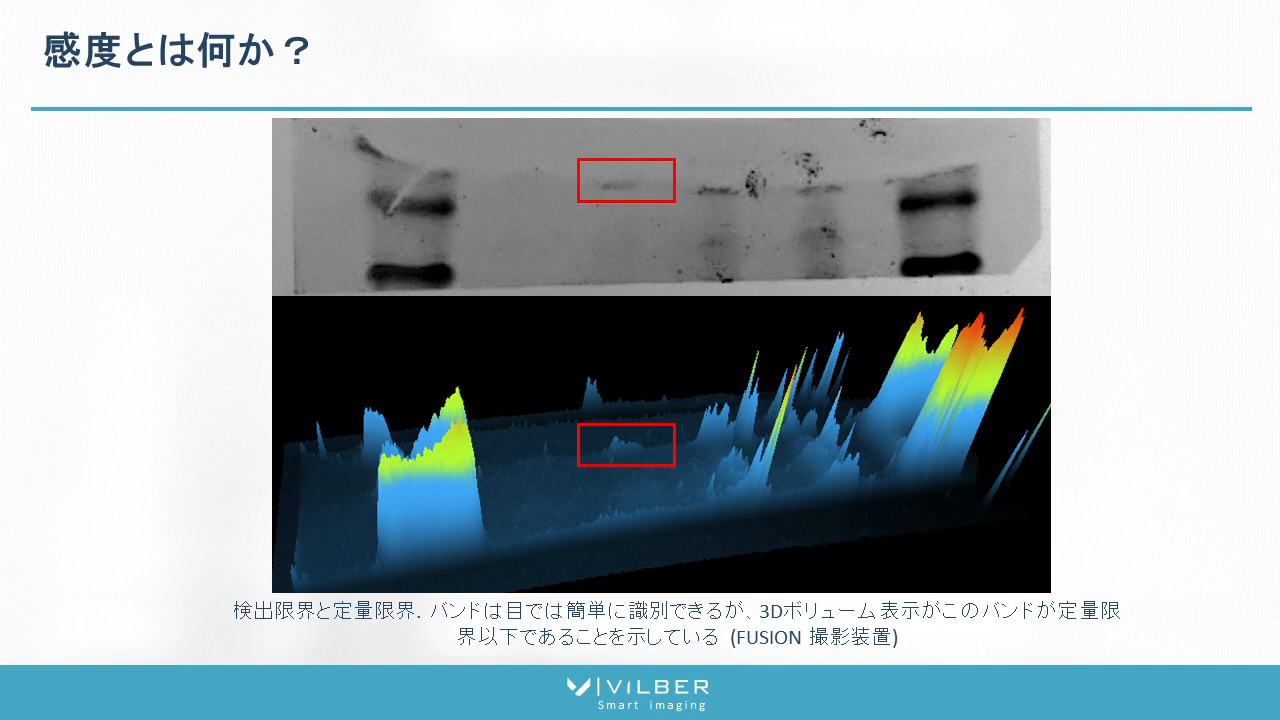 感度とは何か？
検出限界と定量限界. バンドは目では簡単に識別できるが、3Dボリューム表示がこのバンドが定量限
界以下であることを示している (FUSION 撮影装置)
VILBER
Smart imaging